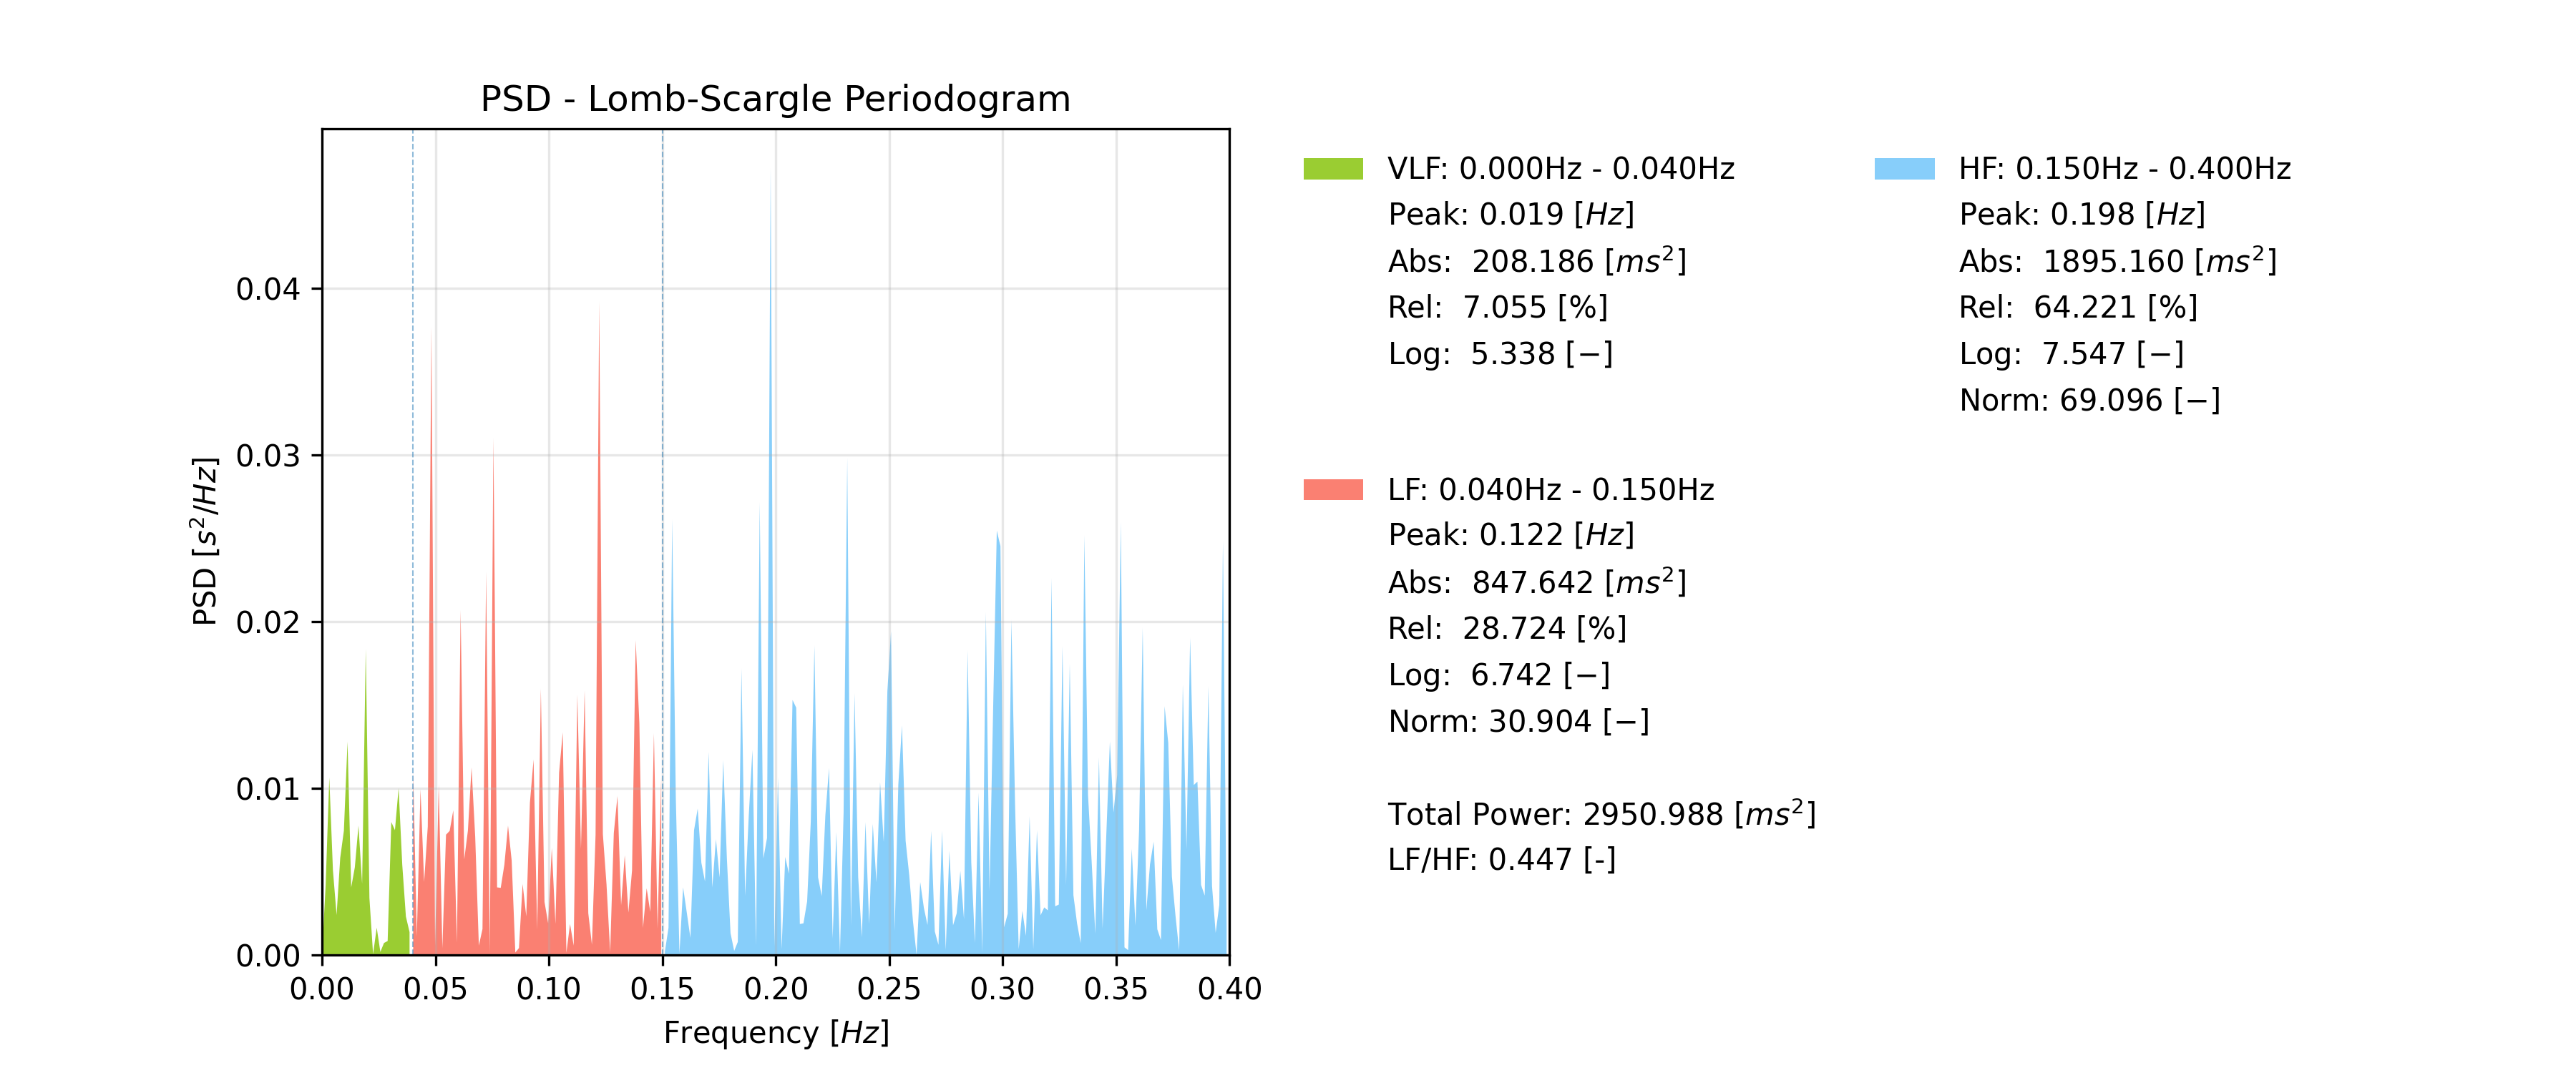 PSD - Lomb-Scargle Periodogram
PSD [s²/Hz]
0.04
0.03
0.02
0.01
0.00
0.00 0.05 0.10 0.15 0.20 0.25 0.30 0.35 0.40
Frequency [Hz]
VLF: 0.000Hz - 0.040Hz
Peak: 0.019 [Hz]
Abs: 208.186 [ms²]
Rel: 7.055 [%]
Log: 5.338 [−]
LF: 0.040Hz - 0.150Hz
Peak: 0.122 [Hz]
Abs: 847.642 [ms²]
Rel: 28.724 [%]
Log: 6.742 [−]
Norm: 30.904 [−]
Total Power: 2950.988 [ms²]
LF/HF: 0.447 [-]
HF: 0.150Hz - 0.400Hz
Peak: 0.198 [Hz]
Abs: 1895.160 [ms²]
Rel: 64.221 [%]
Log: 7.547 [−]
Norm: 69.096 [−]